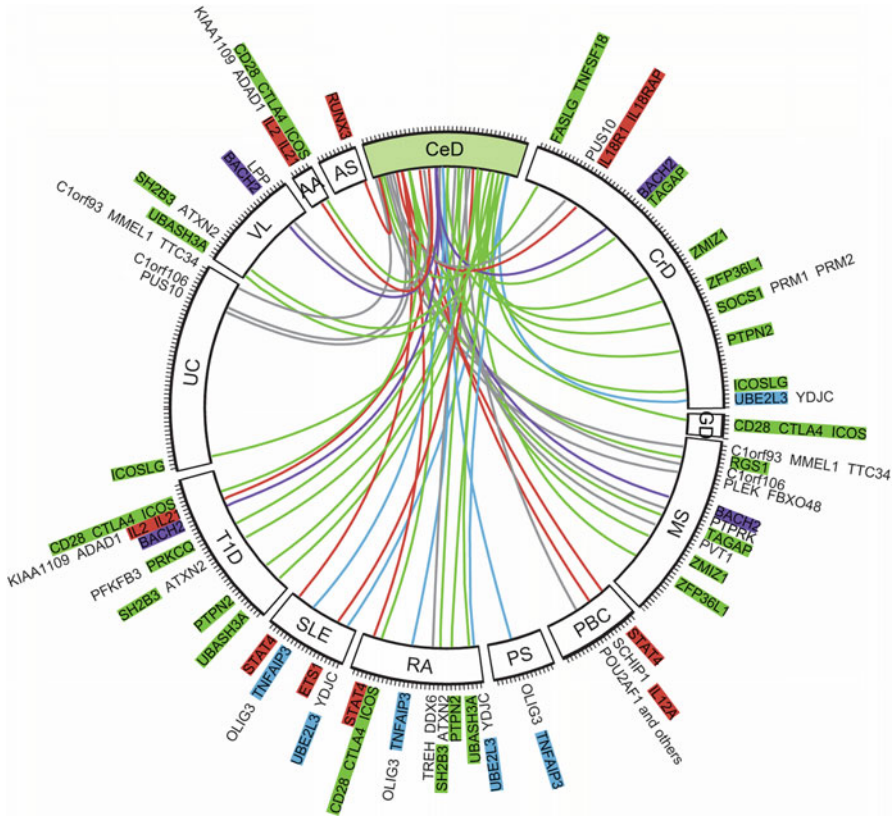 CeD
FASLG TNFSF18
PUS10
IL18R1 IL18RAP
BACH2
TAGAP
ZMIZ1
ZFP36L1
SOCS1 PRM1 PRM2
PTPN2
ICOSLG
UBE2L3 YDJC
CrD
CD28 CTLA4 ICOS
GD
C1orf93 MMEL1 TTC34
RGS1
C1orf106
PLEK FBXO48
BACH2
PTPRK
TAGAP
PVT1
ZMIZ1
ZFP36L1
MS
STAT4
SCHIP1 IL12A
POU2AF1 and others
PBC
OLIG3 TNFAIP3
PS
YDJC UBE2L3
UBASH3A
PTPN2
SH2B3 ATXN2
TREH DDX6
OLIG3 TNFAIP3
CD28 CTLA4 ICOS
STAT4
RA
UBE2L3 YDJC
ETS1
OLIG3 TNFAIP3
STAT4
SLE
UBASH3A
PTPN2
SH2B3 ATXN2
PFKFB3 PRKCQ
BACH2
KIAA1109 ADAD1 IL2 IL21
CD28 CTLA4 ICOS
T1D
ICOSLG
UC
PUS10
C1orf106
C1orf93 MMEL1 TTC34
UBASH3A
SH2B3 ATXN2
VL
BACH2
LPP
KIAA1109 ADAD1 IL2 IL21
CD28 CTLA4 ICOS
AA
RUNX3
AS